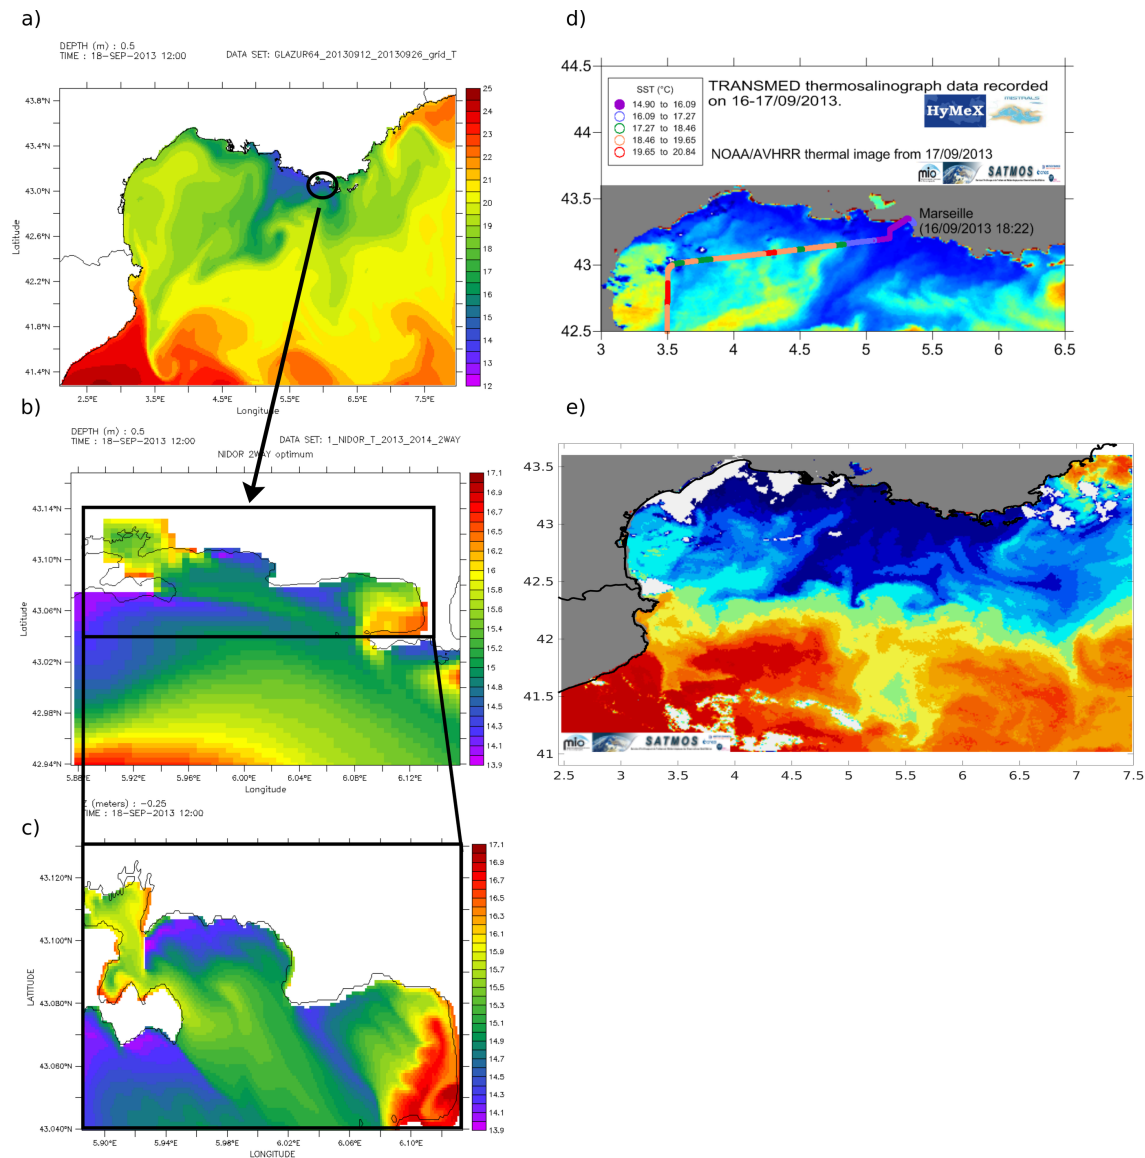 a)
DEPTH (m) : 0.5
TIME : 18-SEP-2013 12:00
DATA SET: GLAZUR64_20130912_20130926_grid_T
43.8°N
43.4°N
43.0°N
42.6°N
42.2°N
41.8°N
41.4°N
Latitude
2.5°E 3.5°E 4.5°E 5.5°E 6.5°E 7.5°E
Longitude
25
24
23
22
21
20
19
18
17
16
15
14
13
12
b)
DEPTH (m) : 0.5
TIME : 18-SEP-2013 12:00
DATA SET: 1_NIDOR_T_2013_2014_2WAY
NIDOR 2WAY optimum
43.14°N
43.10°N
43.06°N
43.02°N
42.98°N
42.94°N
Latitude
5.88°E 5.92°E 5.96°E 6.00°E 6.04°E 6.08°E 6.12°E
Longitude
17.1
16.9
16.7
16.5
16.3
16.1
15.9
15.7
15.5
15.3
15.1
14.9
14.7
14.5
14.3
14.1
13.9
Z (meters) : -0.25
TIME : 18-SEP-2013 12:00
c)
43.120°N
43.100°N
43.080°N
43.060°N
43.040°N
LATITUDE
5.90°E 5.94°E 5.98°E 6.02°E 6.06°E 6.10°E
LONGITUDE
17.1
16.9
16.7
16.5
16.3
16.1
15.9
15.7
15.5
15.3
15.1
14.9
14.7
14.5
14.3
14.1
13.9
d)
44.5
44
43.5
43
42.5
3 3.5 4 4.5 5 5.5 6 6.5
SST (°C)
14.90 to 16.09
16.09 to 17.27
17.27 to 18.46
18.46 to 19.65
19.65 to 20.84
TRANSMED thermosalinograph data recorded
on 16-17/09/2013.
HyMeX
MISTRALS
NOAA/AVHRR thermal image from 17/09/2013
mio
SATMOS
Marseille
(16/09/2013 18:22)
e)
43.5
43
42.5
42
41.5
41
mio
SATMOS
2.5 3 3.5 4 4.5 5 5.5 6 6.5 7 7.5